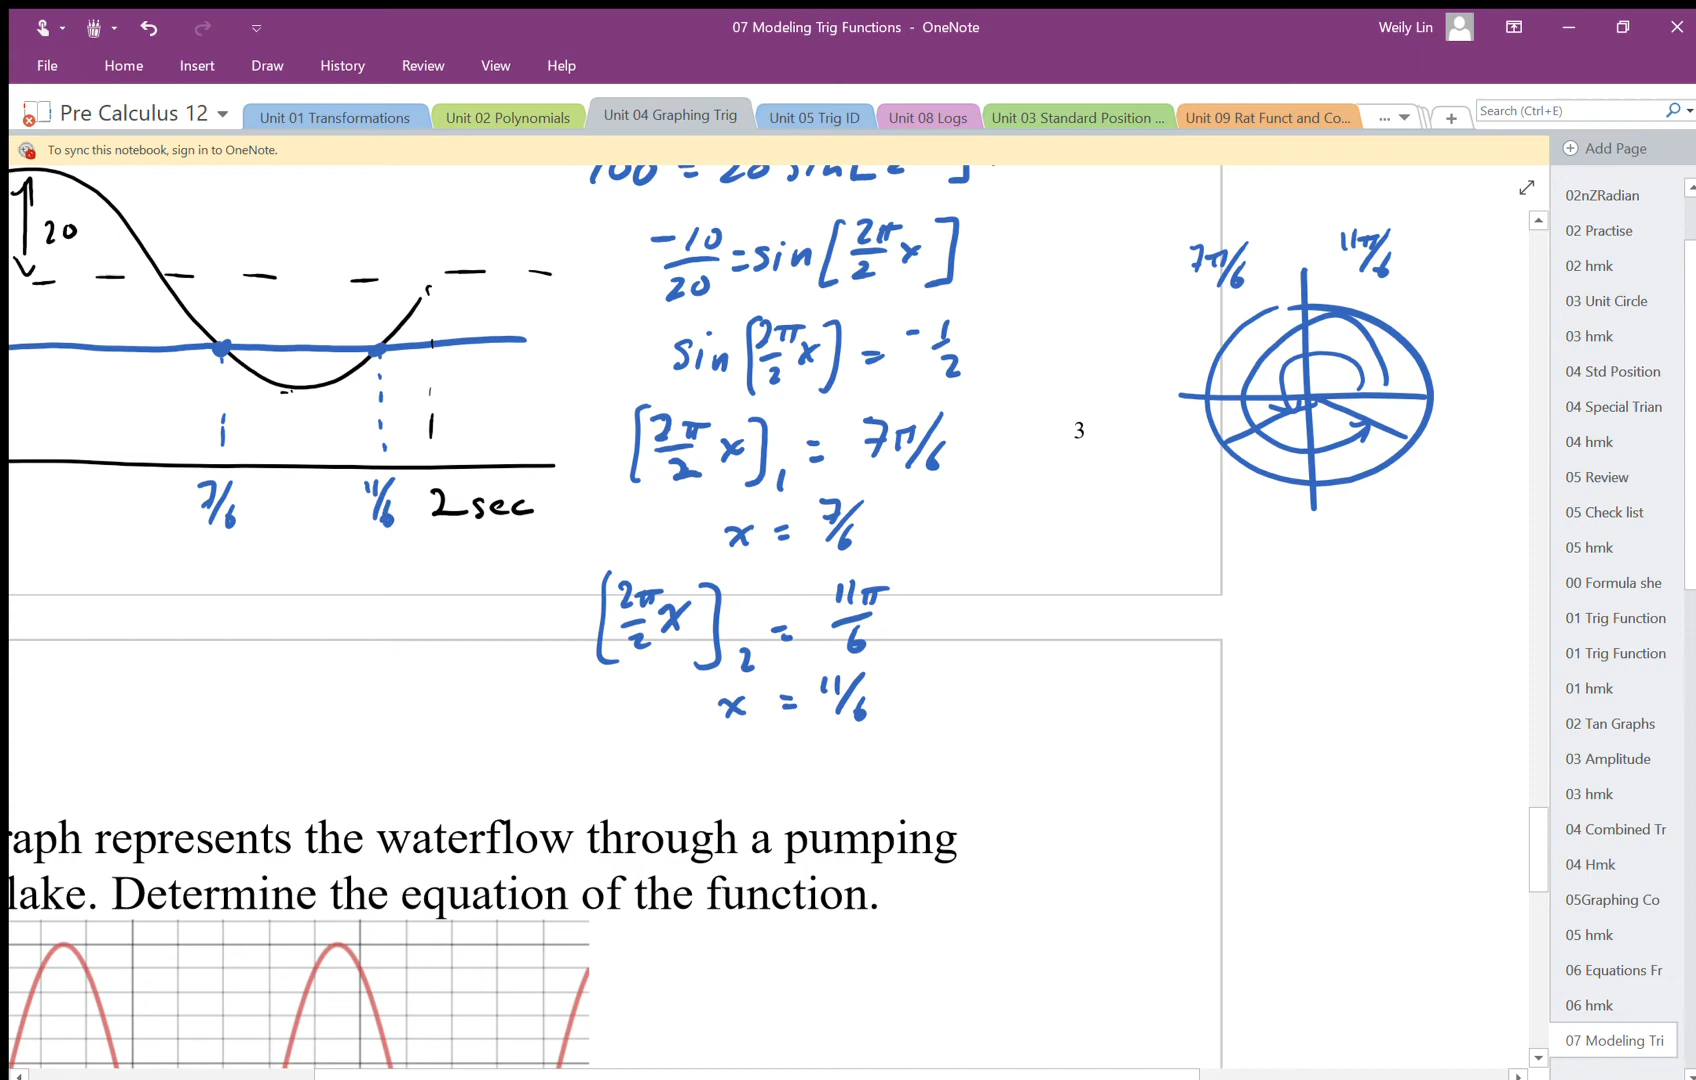 07 Modeling Trig Functions - OneNote
Weily Lin
File Home Insert Draw History Review View Help
Pre Calculus 12
Unit 01 Transformations
Unit 02 Polynomials
Unit 04 Graphing Trig
Unit 05 Trig ID
Unit 08 Logs
Unit 03 Standard Position ...
Unit 09 Rat Funct and Co...
...
Search (Ctrl+E)
To sync this notebook, sign in to OneNote.
20
7/6
11/6
2 sec
-10/20 = sin[2π/2 x]
sin[2π/2 x] = -1/2
[2π/2 x]₁ = 7π/6
x = 7/6
[2π/2 x]₂ = 11π/6
x = 11/6
3
7π/6
11π/6
raph represents the waterflow through a pumping
lake. Determine the equation of the function.
Add Page
02nZRadian
02 Practise
02 hmk
03 Unit Circle
03 hmk
04 Std Position
04 Special Trian
04 hmk
05 Review
05 Check list
05 hmk
00 Formula she
01 Trig Function
01 Trig Function
01 hmk
02 Tan Graphs
03 Amplitude
03 hmk
04 Combined Tr
04 Hmk
05Graphing Co
05 hmk
06 Equations Fr
06 hmk
07 Modeling Tri